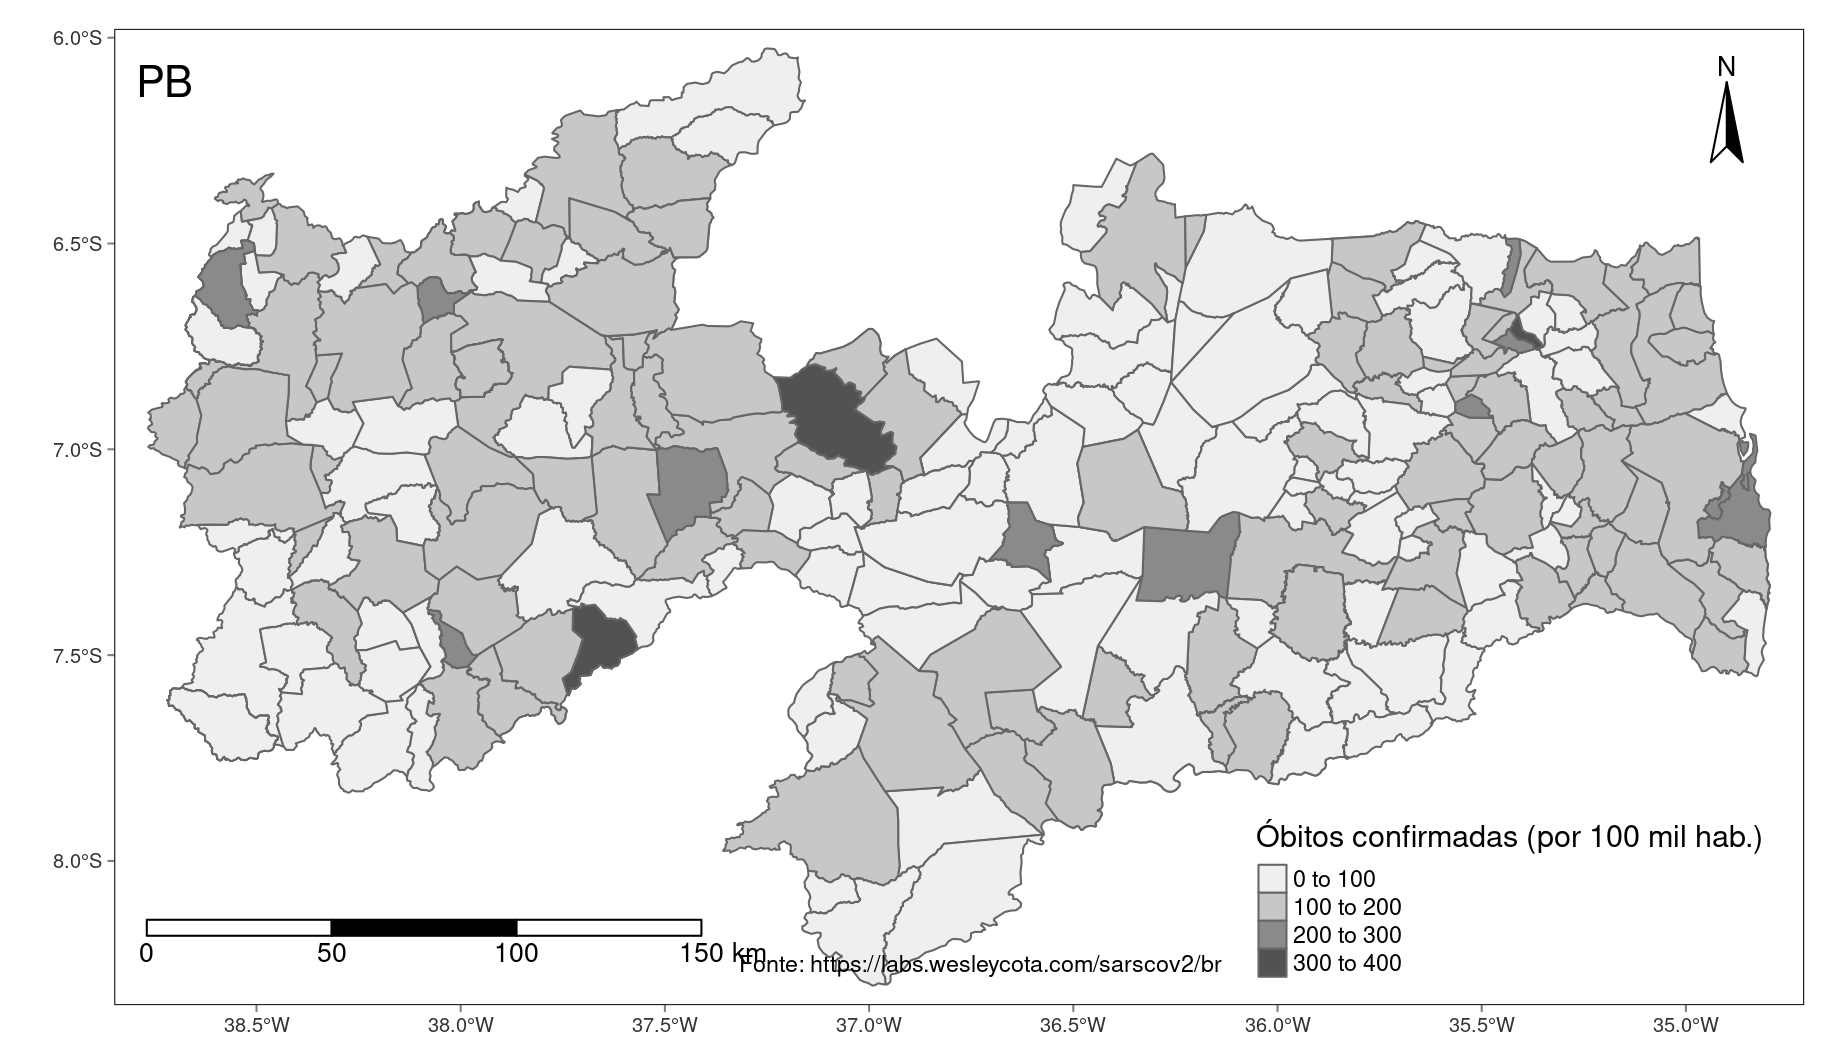 6.0°S
PB
N
6.5°S
7.0°S
7.5°S
8.0°S
Óbitos confirmadas (por 100 mil hab.)
0 to 100
100 to 200
200 to 300
300 to 400
0 50 100 150 km
Fonte: https://labs.wesleycota.com/sarscov2/br
38.5°W 38.0°W 37.5°W 37.0°W 36.5°W 36.0°W 35.5°W 35.0°W